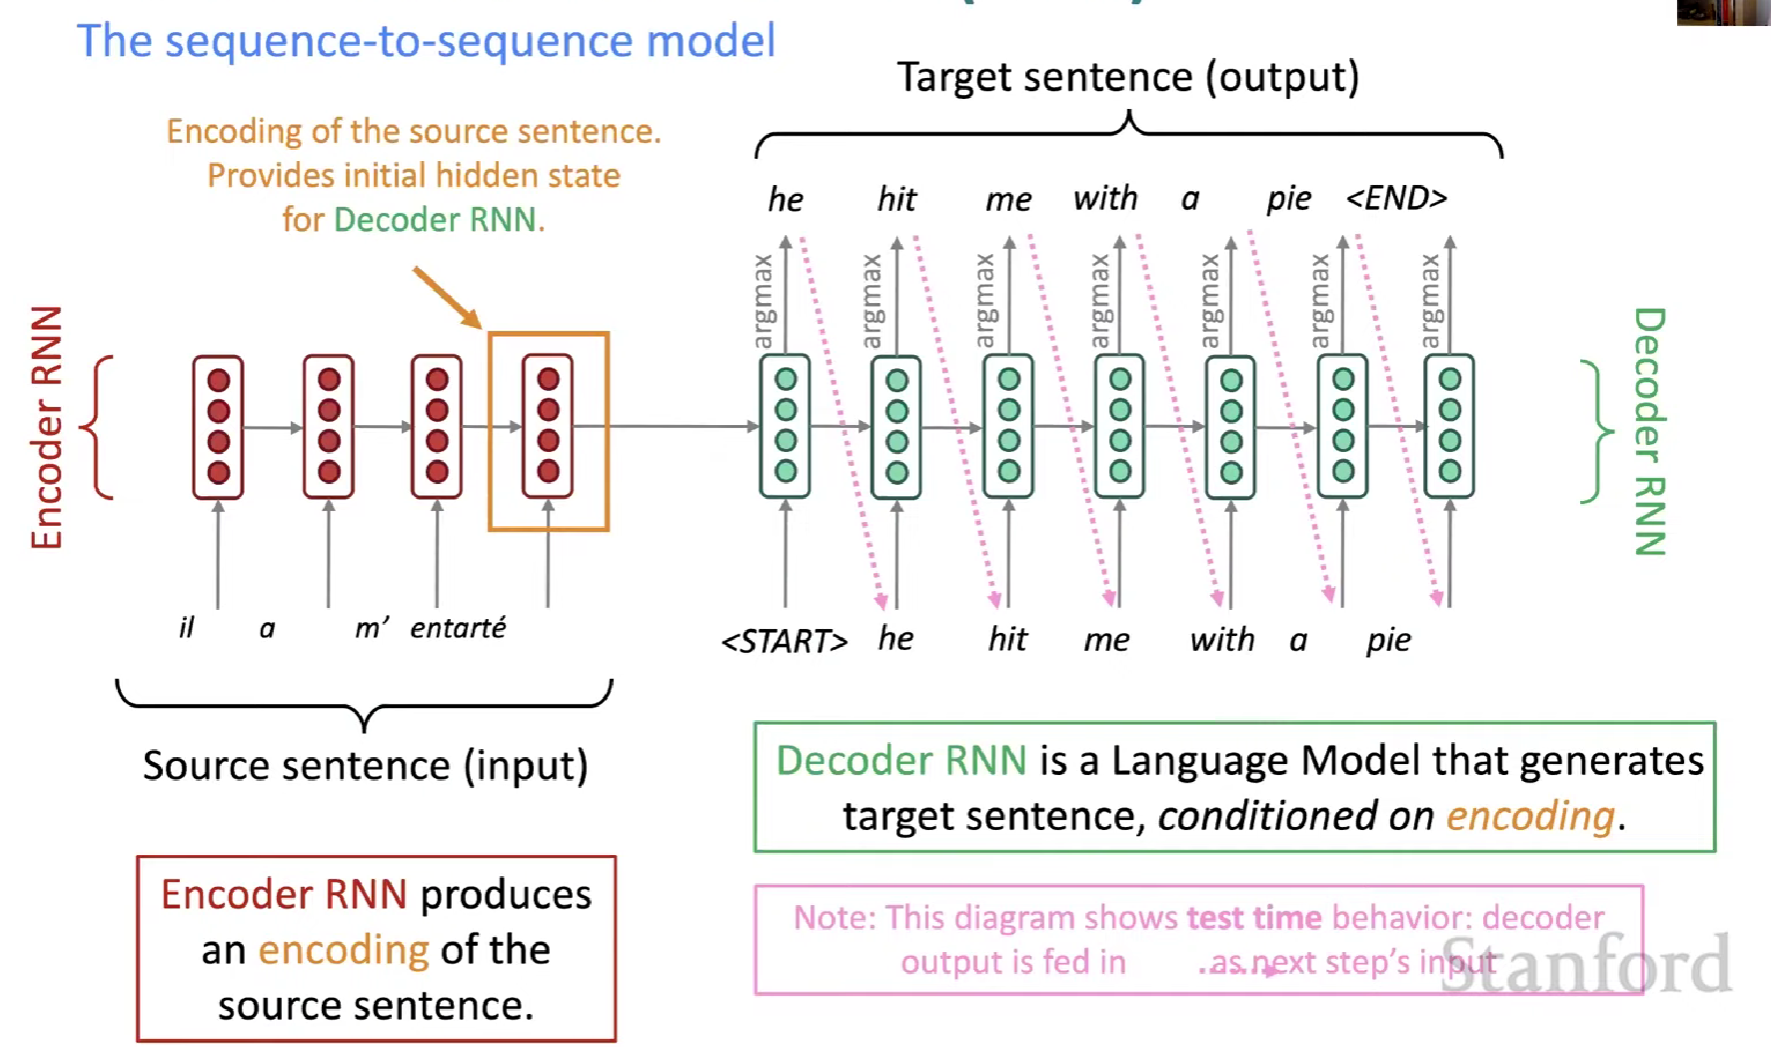 The sequence-to-sequence model
Target sentence (output)
Encoding of the source sentence.
Provides initial hidden state
for Decoder RNN.
he hit me with a pie <END>
argmax argmax argmax argmax argmax argmax argmax
Encoder RNN
Decoder RNN
il a m’ entarté
<START> he hit me with a pie
Source sentence (input)
Decoder RNN is a Language Model that generates
target sentence, conditioned on encoding.
Encoder RNN produces
an encoding of the
source sentence.
Note: This diagram shows test time behavior: decoder
output is fed in as next step’s input
Stanford